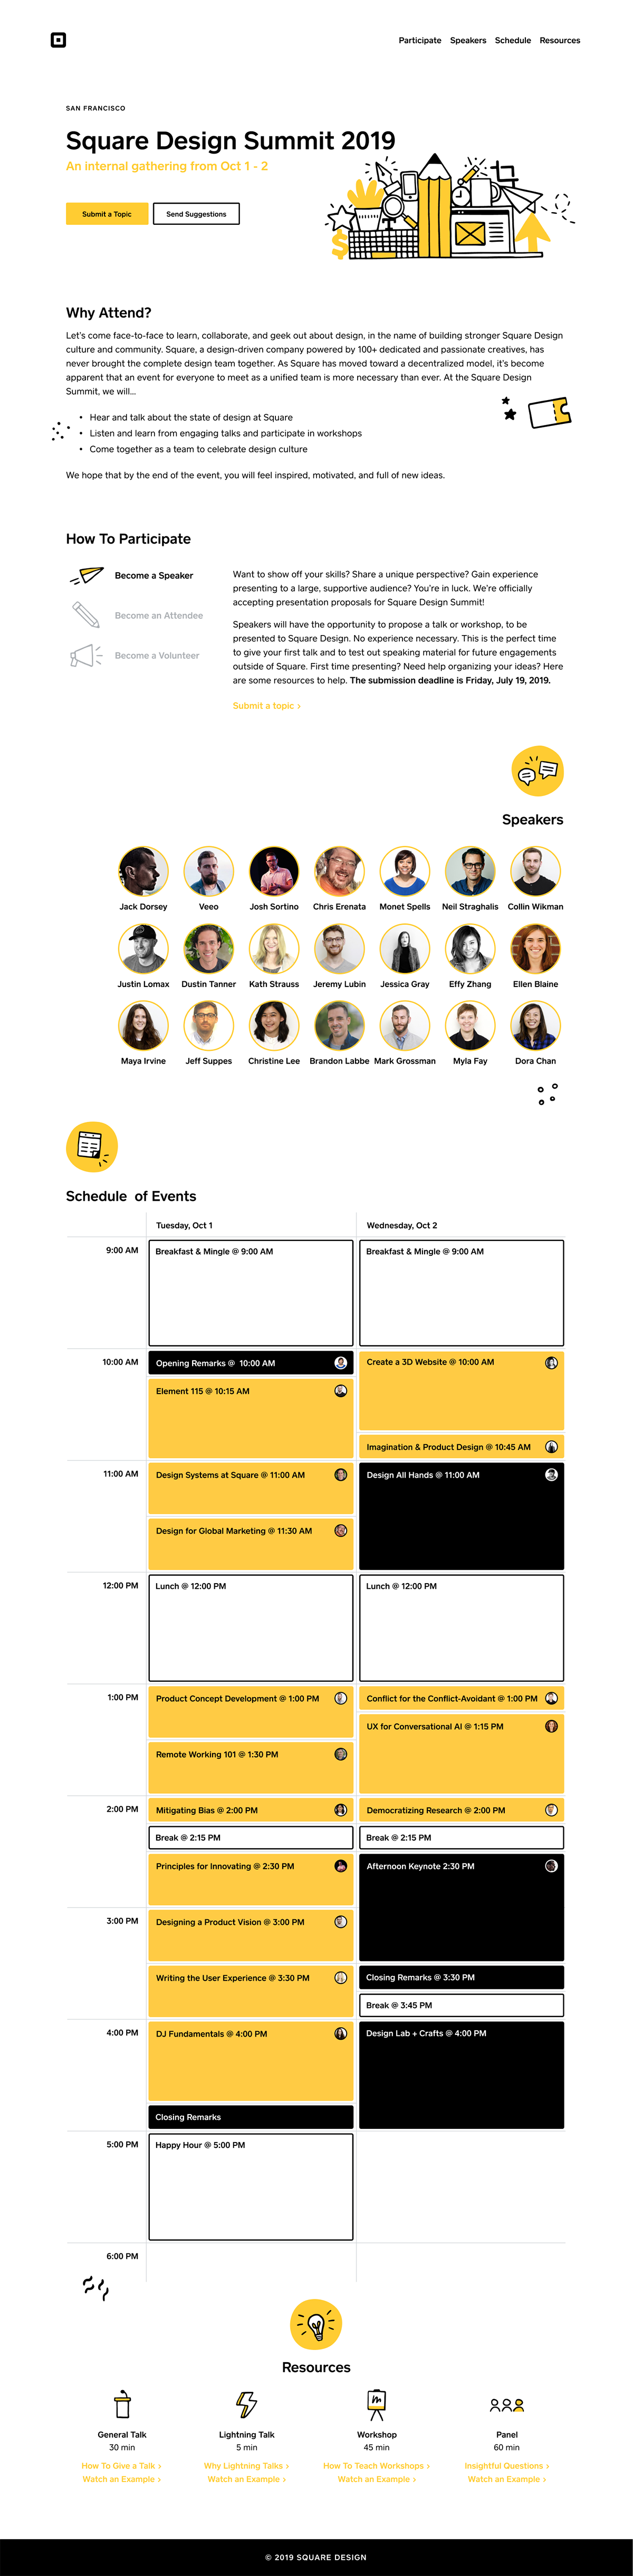 Participate Speakers Schedule Resources
SAN FRANCISCO
Square Design Summit 2019
An internal gathering from Oct 1 - 2
Submit a Topic Send Suggestions
Why Attend?
Let's come face-to-face to learn, collaborate, and geek out about design, in the name of building stronger Square Design
culture and community. Square, a design-driven company powered by 100+ dedicated and passionate creatives, has
never brought the complete design team together. As Square has moved toward a decentralized model, it's become
apparent that an event for everyone to meet as a unified team is more necessary than ever. At the Square Design
Summit, we will...
• Hear and talk about the state of design at Square
• Listen and learn from engaging talks and participate in workshops
• Come together as a team to celebrate design culture
We hope that by the end of the event, you will feel inspired, motivated, and full of new ideas.
How To Participate
Become a Speaker
Become an Attendee
Become a Volunteer
Want to show off your skills? Share a unique perspective? Gain experience
presenting to a large, supportive audience? You're in luck. We're officially
accepting presentation proposals for Square Design Summit!
Speakers will have the opportunity to propose a talk or workshop, to be
presented to Square Design. No experience necessary. This is the perfect time
to give your first talk and to test out speaking material for future engagements
outside of Square. First time presenting? Need help organizing your ideas? Here
are some resources to help. The submission deadline is Friday, July 19, 2019.
Submit a topic ›
Speakers
Jack Dorsey Veeo Josh Sortino Chris Erenata Monet Spells Neil Straghalis Collin Wikman
Justin Lomax Dustin Tanner Kath Strauss Jeremy Lubin Jessica Gray Effy Zhang Ellen Blaine
Maya Irvine Jeff Suppes Christine Lee Brandon Labbe Mark Grossman Myla Fay Dora Chan
Schedule of Events
Tuesday, Oct 1 Wednesday, Oct 2
9:00 AM Breakfast & Mingle @ 9:00 AM Breakfast & Mingle @ 9:00 AM
10:00 AM Opening Remarks @ 10:00 AM Create a 3D Website @ 10:00 AM
Element 115 @ 10:15 AM
Imagination & Product Design @ 10:45 AM
11:00 AM Design Systems at Square @ 11:00 AM Design All Hands @ 11:00 AM
Design for Global Marketing @ 11:30 AM
12:00 PM Lunch @ 12:00 PM Lunch @ 12:00 PM
1:00 PM Product Concept Development @ 1:00 PM Conflict for the Conflict-Avoidant @ 1:00 PM
UX for Conversational AI @ 1:15 PM
Remote Working 101 @ 1:30 PM
2:00 PM Mitigating Bias @ 2:00 PM Democratizing Research @ 2:00 PM
Break @ 2:15 PM Break @ 2:15 PM
Principles for Innovating @ 2:30 PM Afternoon Keynote 2:30 PM
3:00 PM Designing a Product Vision @ 3:00 PM
Writing the User Experience @ 3:30 PM Closing Remarks @ 3:30 PM
Break @ 3:45 PM
4:00 PM DJ Fundamentals @ 4:00 PM Design Lab + Crafts @ 4:00 PM
Closing Remarks
5:00 PM Happy Hour @ 5:00 PM
6:00 PM
Resources
General Talk Lightning Talk Workshop Panel
30 min 5 min 45 min 60 min
How To Give a Talk › Why Lightning Talks › How To Teach Workshops › Insightful Questions ›
Watch an Example › Watch an Example › Watch an Example › Watch an Example ›
© 2019 SQUARE DESIGN